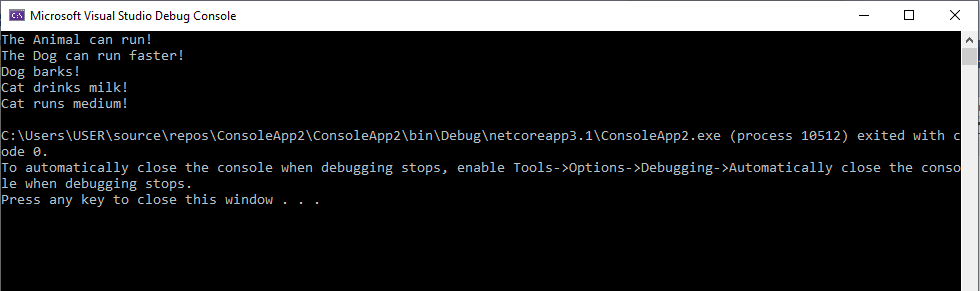 Microsoft Visual Studio Debug Console
The Animal can run!
The Dog can run faster!
Dog barks!
Cat drinks milk!
Cat runs medium!
C:\Users\USER\source\repos\ConsoleApp2\ConsoleApp2\bin\Debug\netcoreapp3.1\ConsoleApp2.exe (process 10512) exited with c
ode 0.
To automatically close the console when debugging stops, enable Tools->Options->Debugging->Automatically close the conso
le when debugging stops.
Press any key to close this window . . .